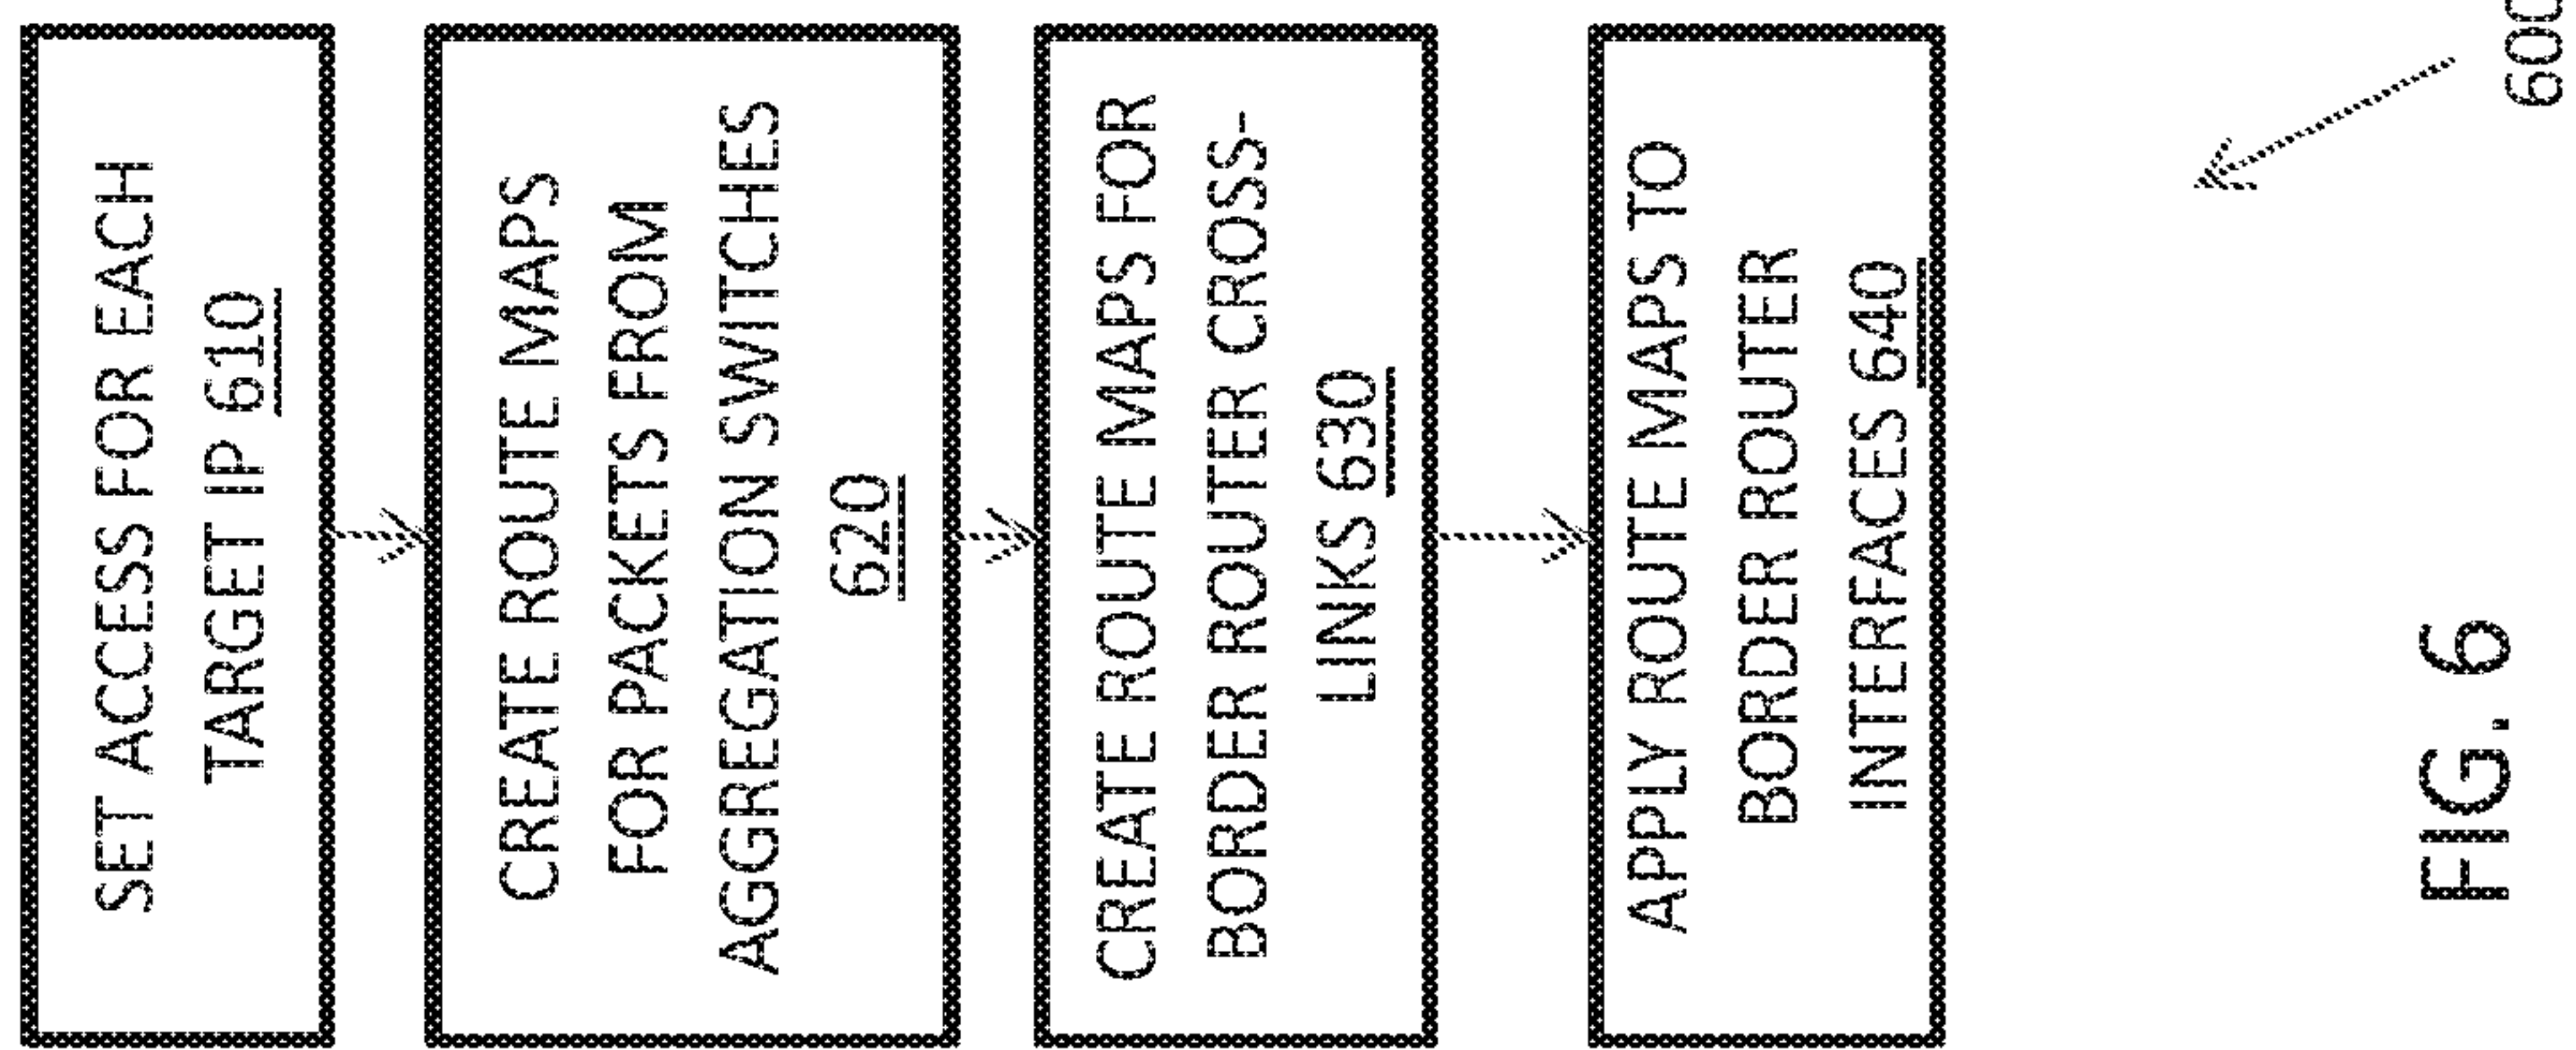 SET ACCESS FOR EACH
TARGET IP 610
CREATE ROUTE MAPS
FOR PACKETS FROM
AGGREGATION SWITCHES
620
CREATE ROUTE MAPS FOR
BORDER ROUTER CROSS-
LINKS 630
APPLY ROUTE MAPS TO
BORDER ROUTER
INTERFACES 640
600
FIG. 6